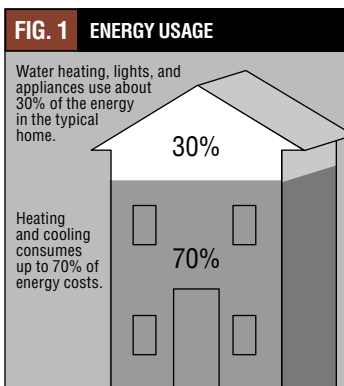 FIG. 1 ENERGY USAGE
Water heating, lights, and
appliances use about
30% of the energy
in the typical
home.
30%
Heating
and cooling
consumes
up to 70% of
energy costs.
70%